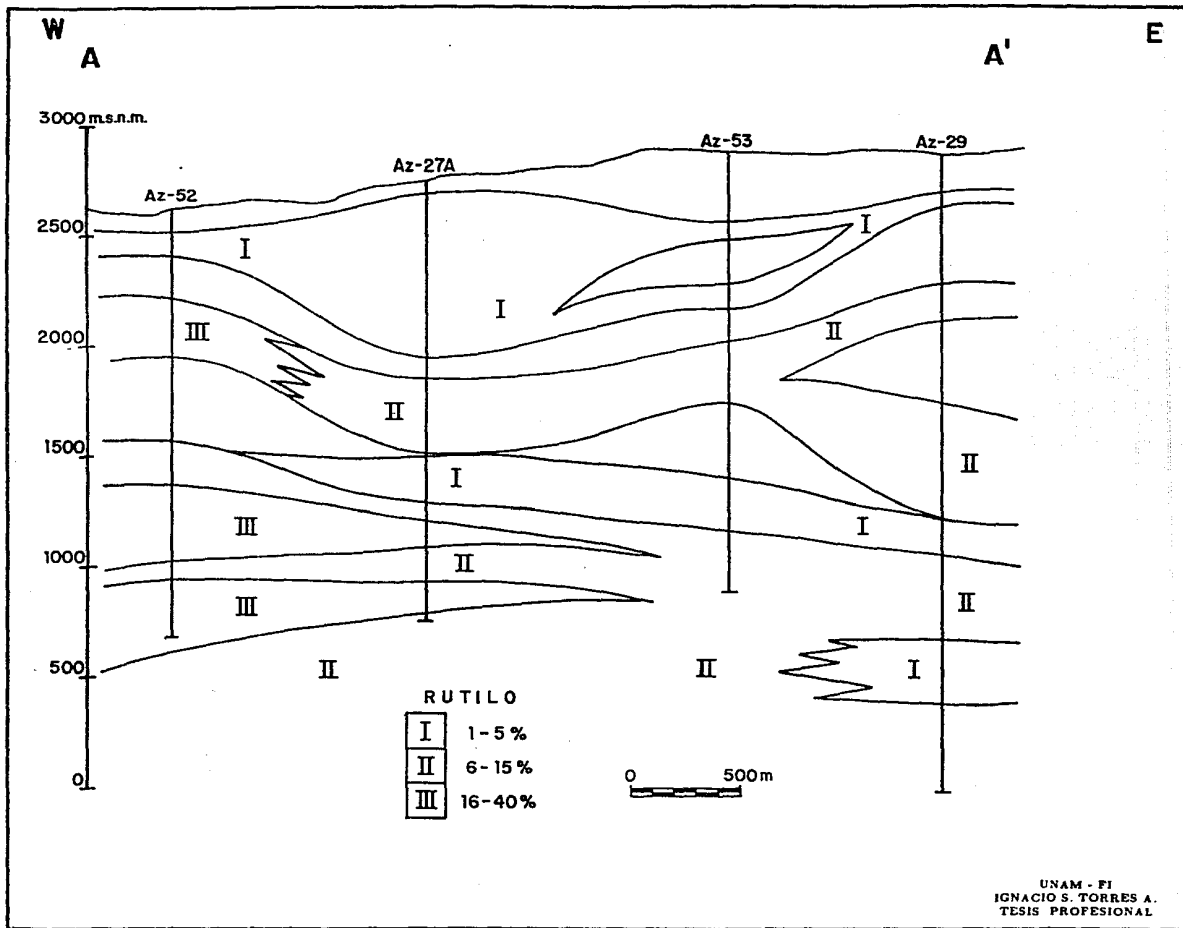 W
E
A
A'
3000 m.s.n.m.
Az-53
Az-29
Az-27A
Az-52
2500
I
I
I
2000
III
II
II
1500
I
II
III
I
1000
II
II
III
500
II
II
I
RUTILO
I 1-5%
II 6-15%
III 16-40%
0
0 500m
UNAM - FI
IGNACIO S. TORRES A.
TESIS PROFESIONAL